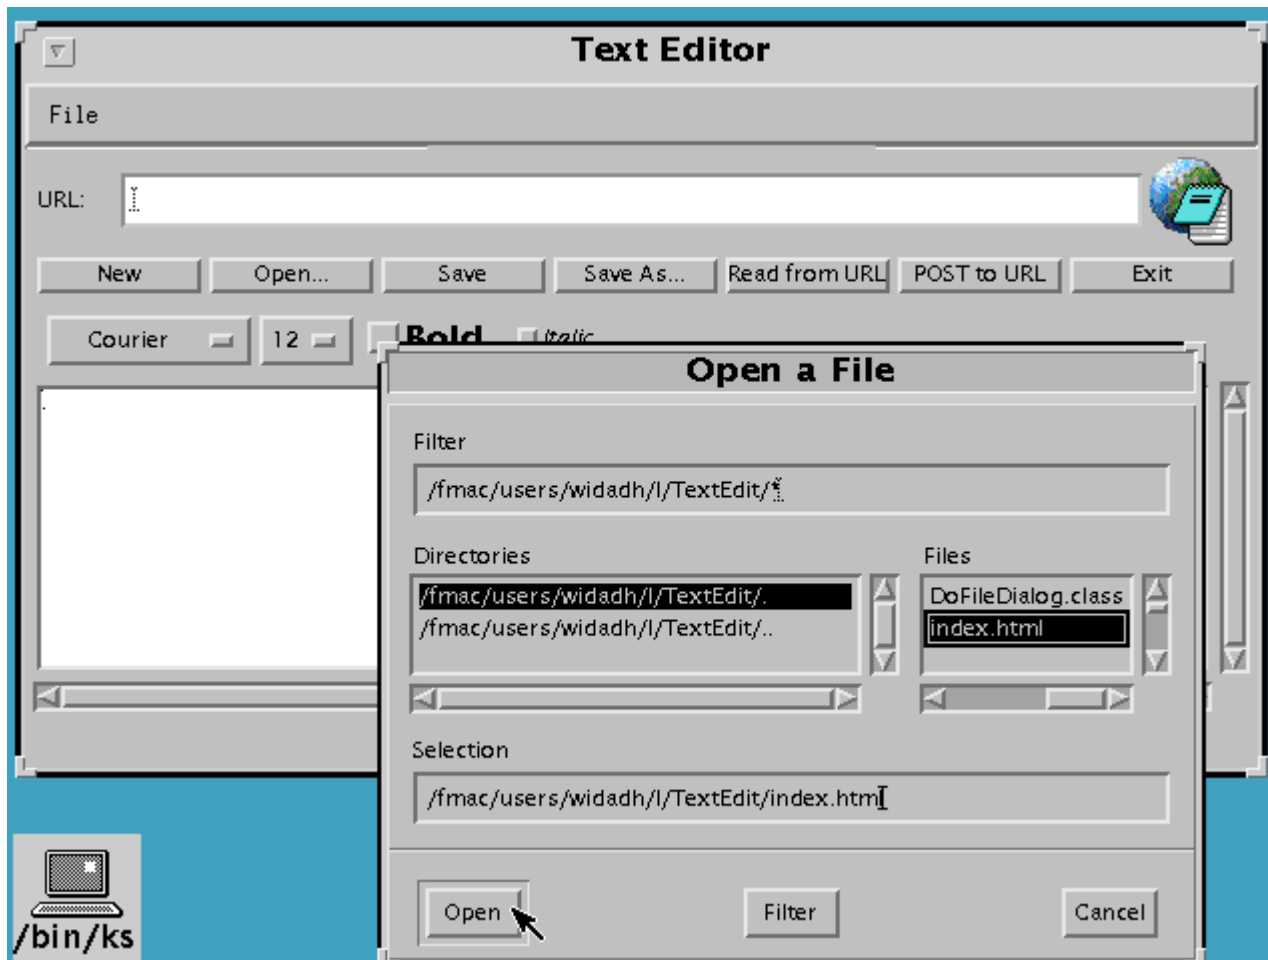 Text Editor
File
URL:
New Open... Save Save As... Read from URL POST to URL Exit
Courier 12 Bold Italic
Open a File
Filter
/fmac/users/widadh/I/TextEdit/*
Directories Files
/fmac/users/widadh/I/TextEdit/. DoFileDialog.class
/fmac/users/widadh/I/TextEdit/.. index.html
Selection
/fmac/users/widadh/I/TextEdit/index.html
Open Filter Cancel
/bin/ks